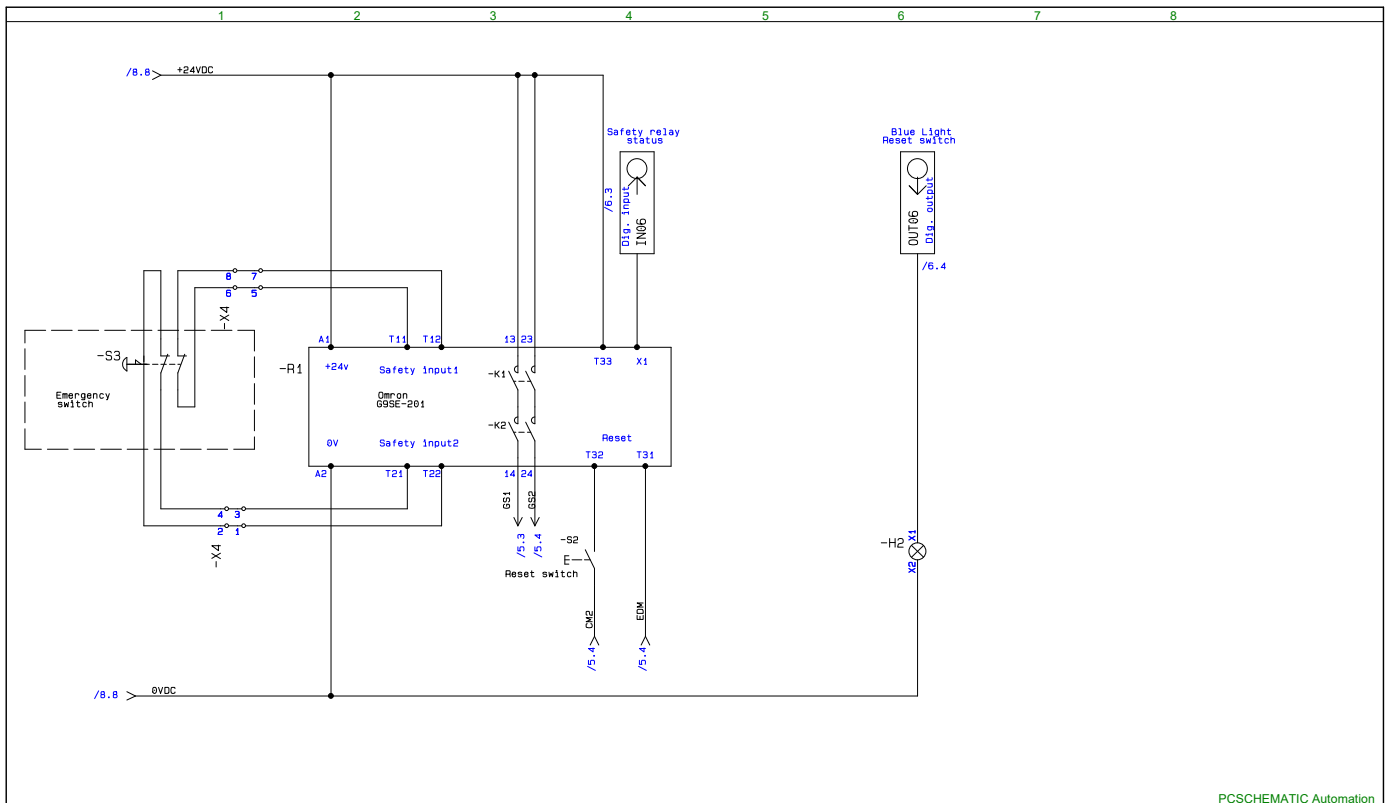 1 2 3 4 5 6 7 8
/8.8 +24VDC
Safety relay
status
Blue Light
Reset switch
/6.3
Dig. input
IN06
OUT06
Dig. output
/6.4
8 7
6 5
-X4
-S3
Emergency
switch
-R1
A1 T11 T12 13 23
+24v Safety input1 T33 X1
Omron
G9SE-201
-K1
-K2
0V Safety input2 Reset
T32 T31
A2 T21 T22 14 24
GS1 GS2
/5.3 /5.4
4 3
2 1
-X4
-S2
E
Reset switch
CM2 EDM
/5.4 /5.4
-H2 X1
X2
/8.8 0VDC
PCSCHEMATIC Automation